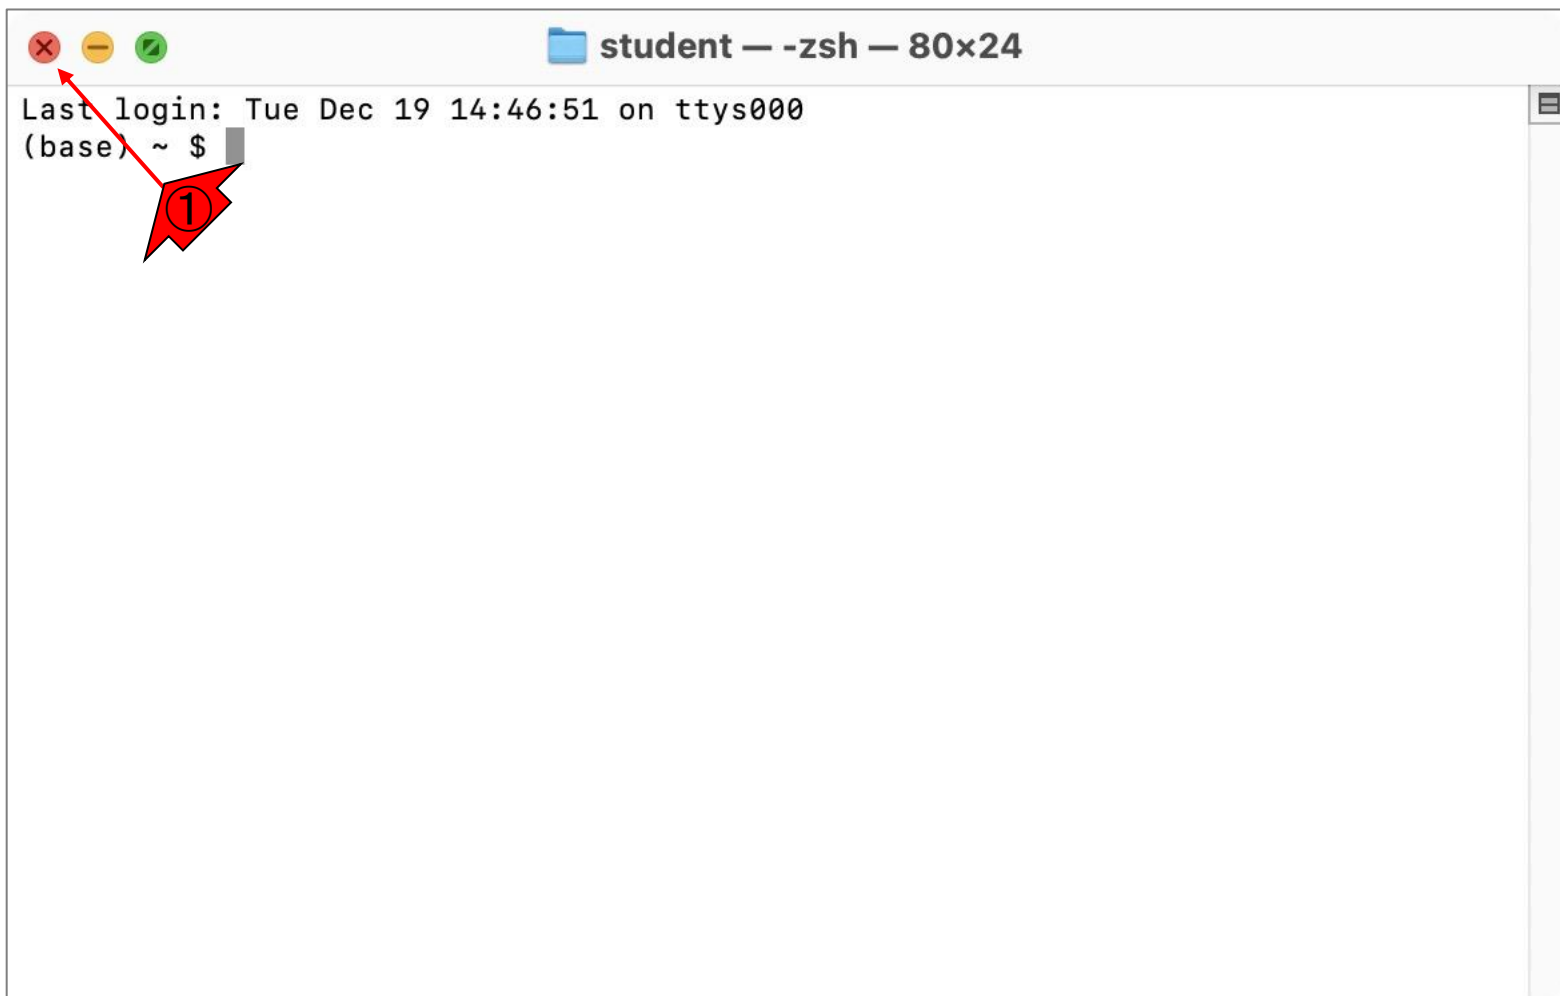 student — -zsh — 80×24
Last login: Tue Dec 19 14:46:51 on ttys000
(base) ~ $
①